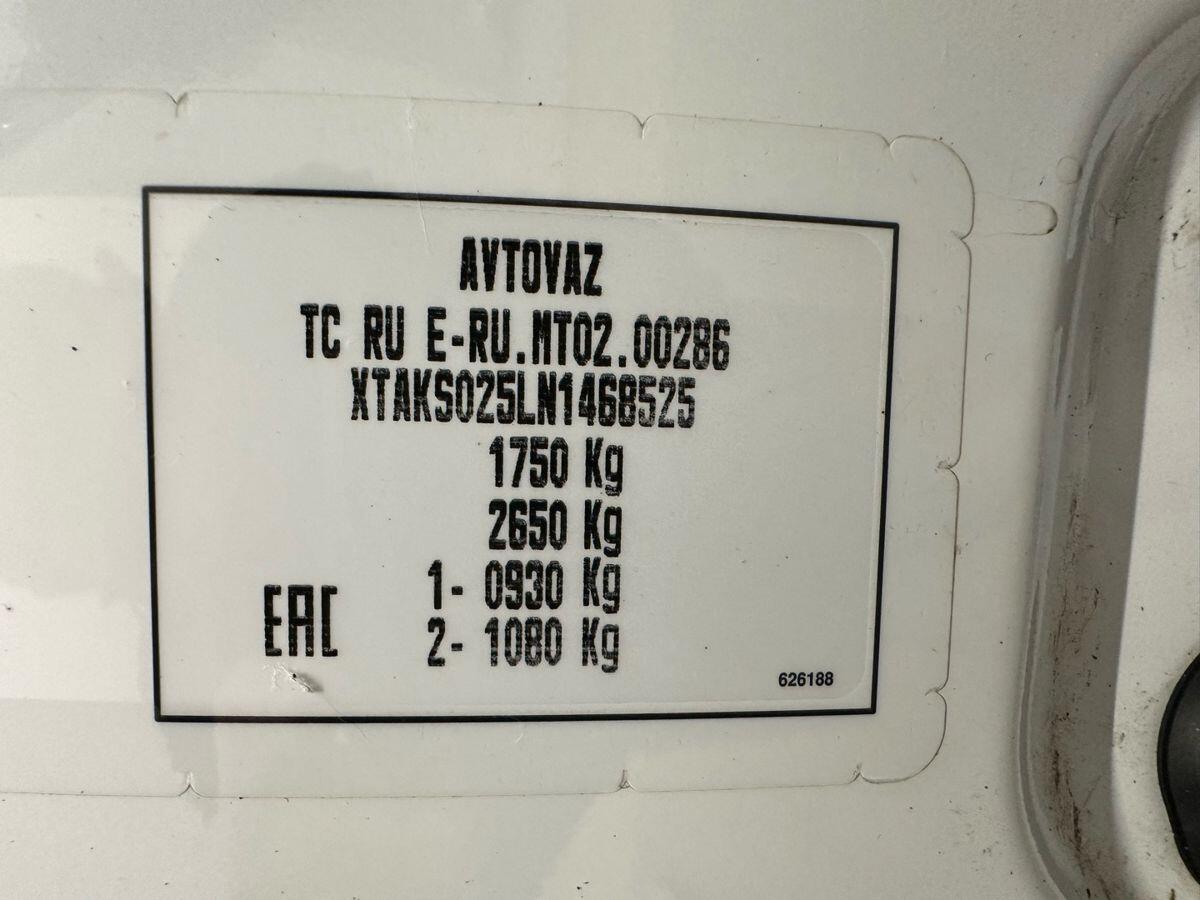 AVTOVAZ
TC RU E-RU.MT02.00286
XTAKS025LN1468525
1750 Kg
2650 Kg
1- 0930 Kg
2- 1080 Kg
EAC
626188